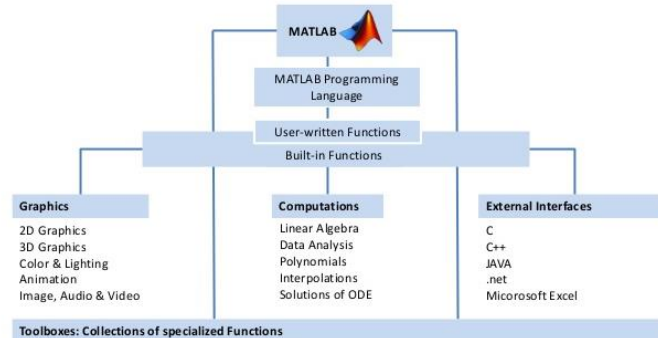 MATLAB
MATLAB Programming
Language
User-written Functions
Built-in Functions
Graphics
2D Graphics
3D Graphics
Color & Lighting
Animation
Image, Audio & Video
Computations
Linear Algebra
Data Analysis
Polynomials
Interpolations
Solutions of ODE
External Interfaces
C
C++
JAVA
.net
Micorosoft Excel
Toolboxes: Collections of specialized Functions